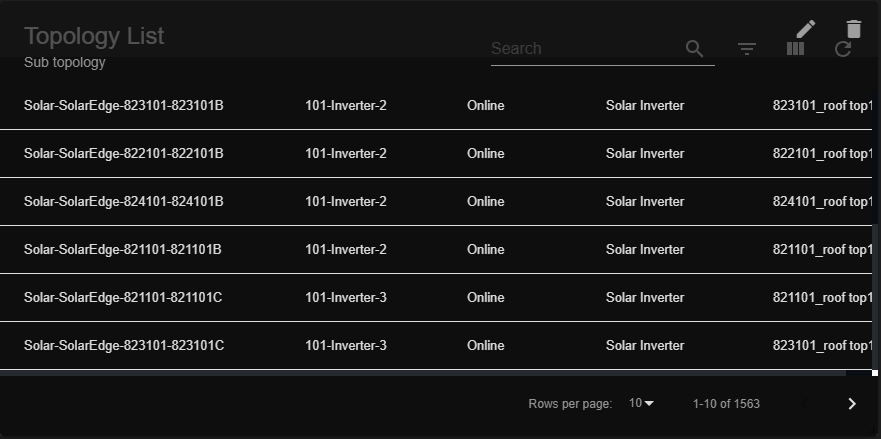 Topology List
Search
Sub topology
Solar-SolarEdge-823101-823101B 101-Inverter-2 Online Solar Inverter 823101_roof top1
Solar-SolarEdge-822101-822101B 101-Inverter-2 Online Solar Inverter 822101_roof top1
Solar-SolarEdge-824101-824101B 101-Inverter-2 Online Solar Inverter 824101_roof top1
Solar-SolarEdge-821101-821101B 101-Inverter-2 Online Solar Inverter 821101_roof top1
Solar-SolarEdge-821101-821101C 101-Inverter-3 Online Solar Inverter 821101_roof top1
Solar-SolarEdge-823101-823101C 101-Inverter-3 Online Solar Inverter 823101_roof top1
Rows per page: 10 1-10 of 1563